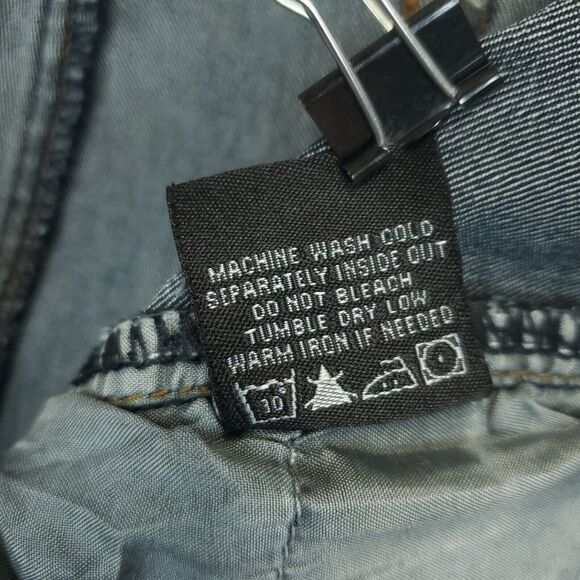 MACHINE WASH COLD
SEPARATELY INSIDE OUT
DO NOT BLEACH
TUMBLE DRY LOW
WARM IRON IF NEEDED
30